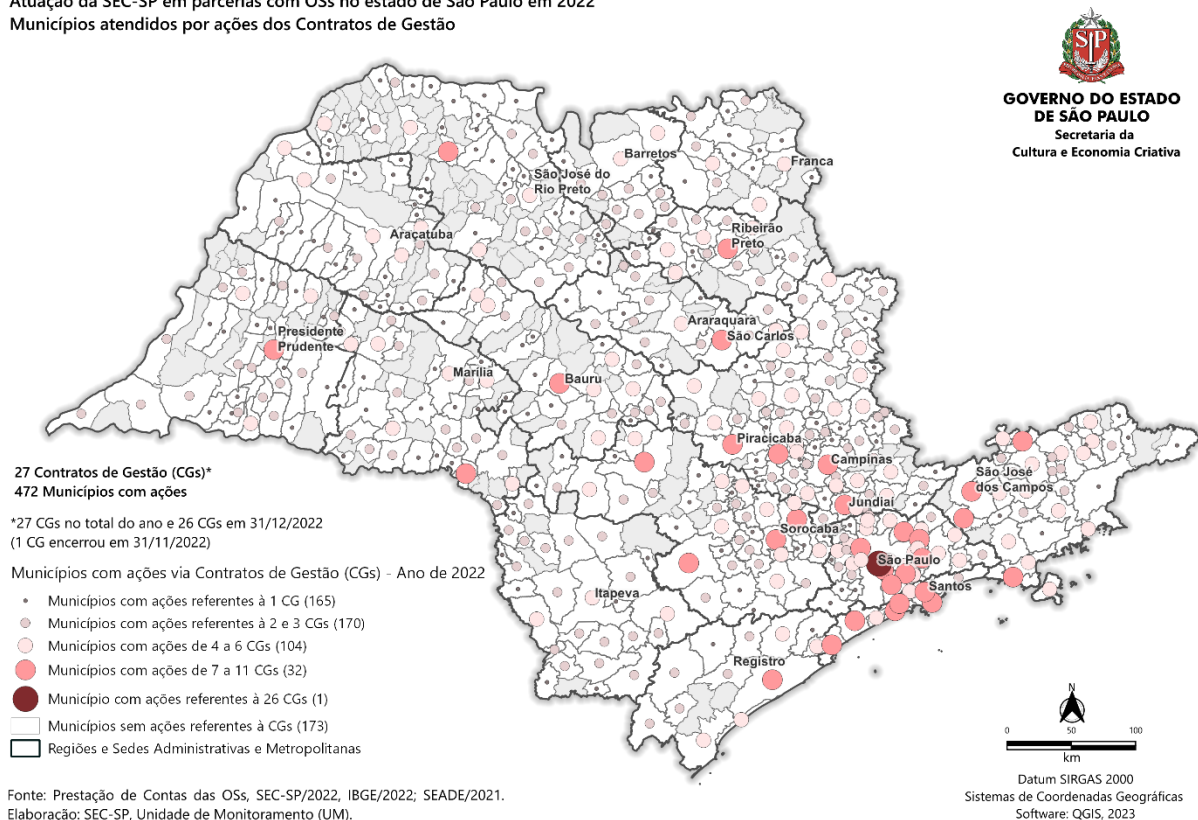 Atuação da SEC-SP em parcerias com OSs no estado de São Paulo em 2022
Municípios atendidos por ações dos Contratos de Gestão
SP
GOVERNO DO ESTADO
DE SÃO PAULO
Secretaria da
Cultura e Economia Criativa
Barretos
Franca
São José do
Rio Preto
Ribeirão
Preto
Araçatuba
Araraquara
São Carlos
Presidente
Prudente
Marília
Bauru
Piracicaba
Campinas
São José
dos Campos
Jundiaí
Sorocaba
São Paulo
Santos
Itapeva
Registro
27 Contratos de Gestão (CGs)*
472 Municípios com ações
*27 CGs no total do ano e 26 CGs em 31/12/2022
(1 CG encerrou em 31/11/2022)
Municípios com ações via Contratos de Gestão (CGs) - Ano de 2022
Municípios com ações referentes à 1 CG (165)
Municípios com ações referentes à 2 e 3 CGs (170)
Municípios com ações de 4 a 6 CGs (104)
Municípios com ações de 7 a 11 CGs (32)
Município com ações referentes à 26 CGs (1)
Municípios sem ações referentes à CGs (173)
Regiões e Sedes Administrativas e Metropolitanas
N
0 50 100
km
Datum SIRGAS 2000
Sistemas de Coordenadas Geográficas
Software: QGIS, 2023
Fonte: Prestação de Contas das OSs, SEC-SP/2022, IBGE/2022; SEADE/2021.
Elaboração: SEC-SP, Unidade de Monitoramento (UM).